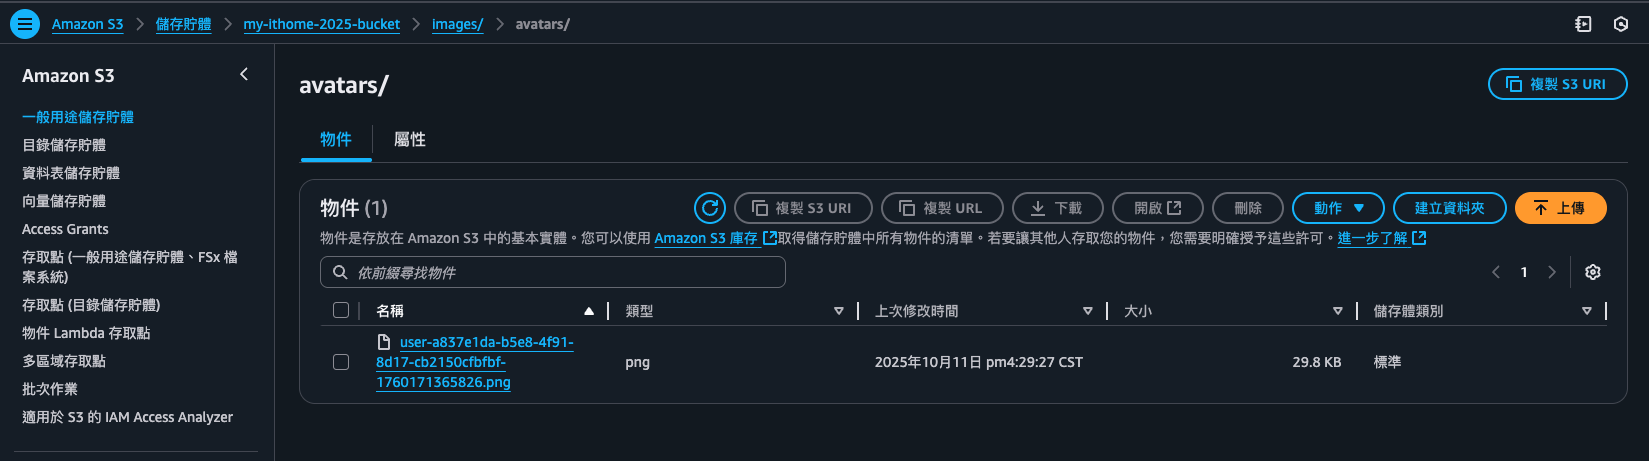 Amazon S3 > 儲存貯體 > my-ithome-2025-bucket > images/ > avatars/
Amazon S3
一般用途儲存貯體
目錄儲存貯體
資料表儲存貯體
向量儲存貯體
Access Grants
存取點 (一般用途儲存貯體、FSx 檔
案系統)
存取點 (目錄儲存貯體)
物件 Lambda 存取點
多區域存取點
批次作業
適用於 S3 的 IAM Access Analyzer
avatars/
複製 S3 URI
物件 屬性
物件 (1)
複製 S3 URI 複製 URL 下載 開啟 刪除 動作 建立資料夾 上傳
物件是存放在 Amazon S3 中的基本實體。您可以使用 Amazon S3 庫存 取得儲存貯體中所有物件的清單。若要讓其他人存取您的物件，您需要明確授予這些許可。進一步了解
依前綴尋找物件
1
名稱 類型 上次修改時間 大小 儲存體類別
user-a837e1da-b5e8-4f91-
8d17-cb2150cfbfbf-
1760171365826.png
png
2025年10月11日 pm4:29:27 CST
29.8 KB
標準